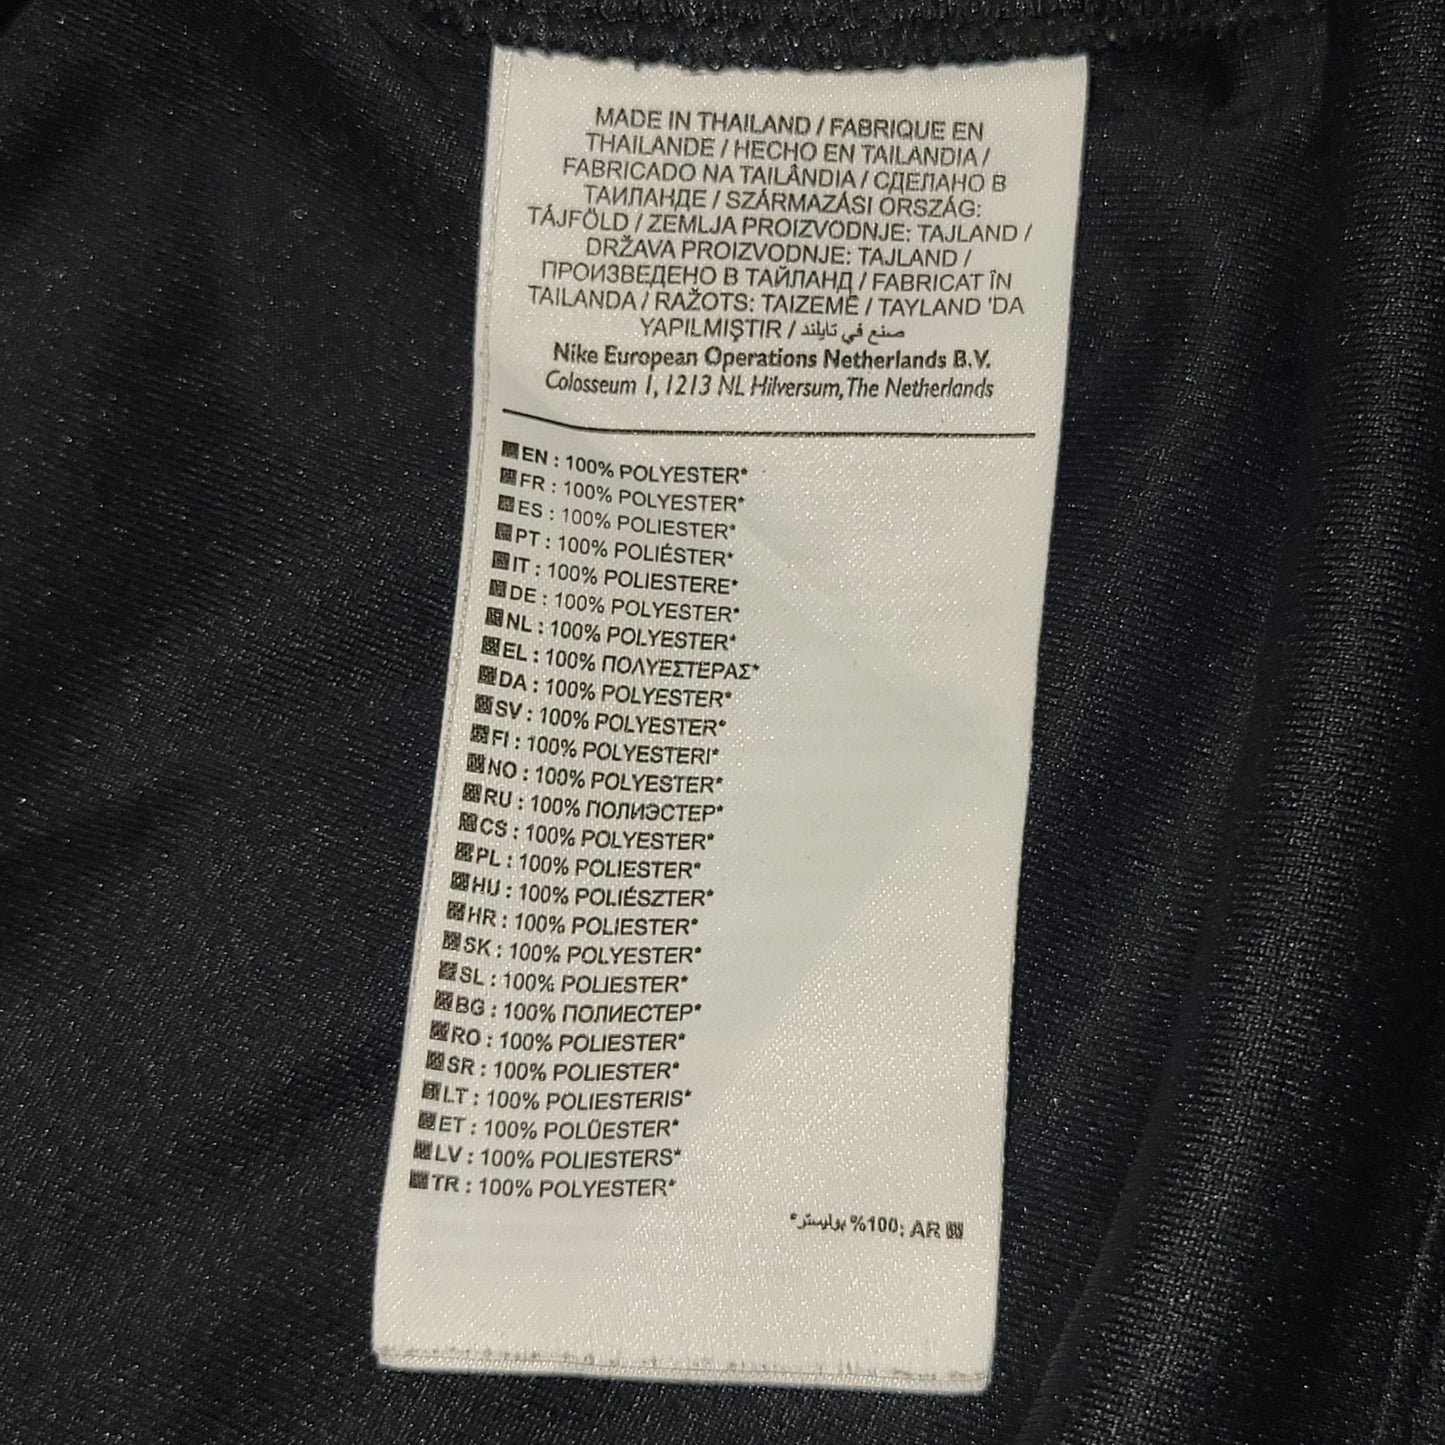 MADE IN THAILAND / FABRIQUE EN
THAILANDE / HECHO EN TAILANDIA /
FABRICADO NA TAILÂNDIA / СДЕЛАНО В
ТАИЛАНДЕ / SZÁRMAZÁSI ORSZÁG:
TÁJFÖLD / ZEMLJA PROIZVODNJE: TAJLAND /
DRŽAVA PROIZVODNJE: TAJLAND /
ПРОИЗВЕДЕНО В ТАЙЛАНД / FABRICAT ÎN
TAILANDA / RAŽOTS: TAIZEME / TAYLAND 'DA
YAPILMIŞTIR / صنع في تايلند
Nike European Operations Netherlands B.V.
Colosseum 1, 1213 NL Hilversum, The Netherlands
EN : 100% POLYESTER*
FR : 100% POLYESTER*
ES : 100% POLIESTER*
PT : 100% POLIÉSTER*
IT : 100% POLIESTERE*
DE : 100% POLYESTER*
NL : 100% POLYESTER*
EL : 100% ΠΟΛΥΕΣΤΕΡΑΣ*
DA : 100% POLYESTER*
SV : 100% POLYESTER*
FI : 100% POLYESTERI*
NO : 100% POLYESTER*
RU : 100% ПОЛИЭСТЕР*
CS : 100% POLYESTER*
PL : 100% POLIESTER*
HU : 100% POLIÉSZTER*
HR : 100% POLIESTER*
SK : 100% POLYESTER*
SL : 100% POLIESTER*
BG : 100% ПОЛИЕСТЕР*
RO : 100% POLIESTER*
SR : 100% POLIESTER*
LT : 100% POLIESTERIS*
ET : 100% POLÜESTER*
LV : 100% POLIESTERS*
TR : 100% POLYESTER*
AR :100% بوليستر*